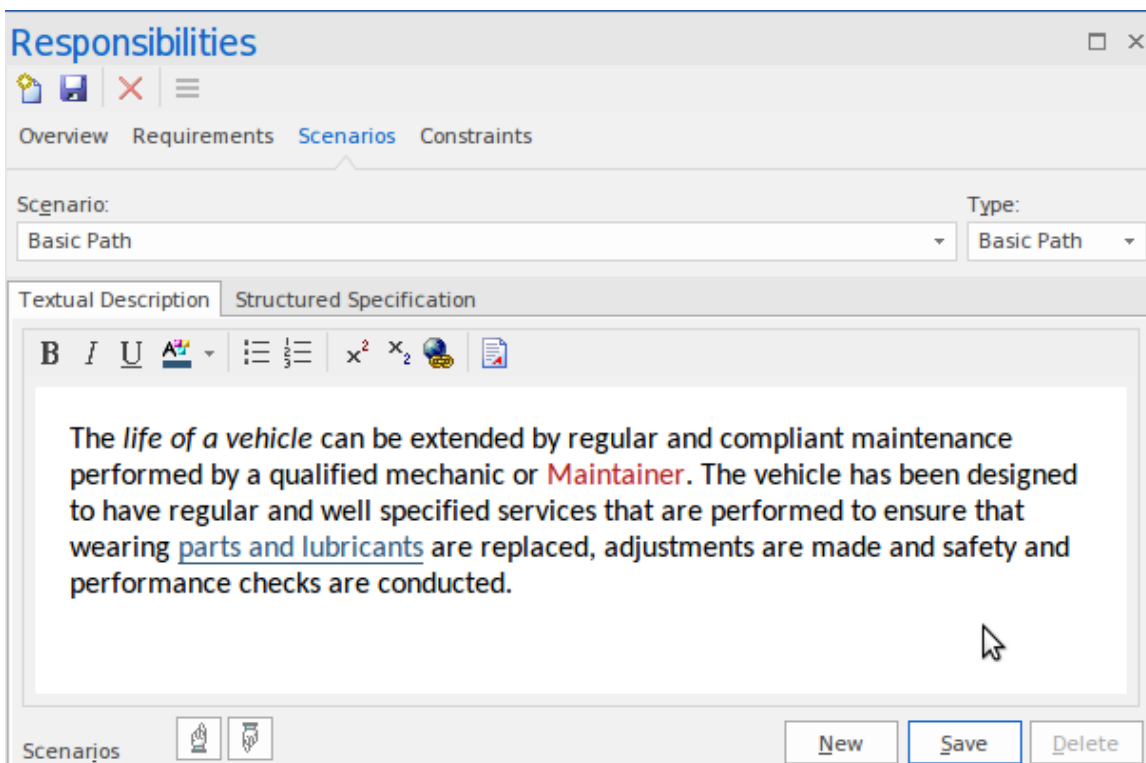 Responsibilities
Overview Requirements Scenarios Constraints
Scenario: Type:
Basic Path Basic Path
Textual Description Structured Specification
B I U A x² x₂
The life of a vehicle can be extended by regular and compliant maintenance
performed by a qualified mechanic or Maintainer. The vehicle has been designed
to have regular and well specified services that are performed to ensure that
wearing parts and lubricants are replaced, adjustments are made and safety and
performance checks are conducted.
Scenarios New Save Delete